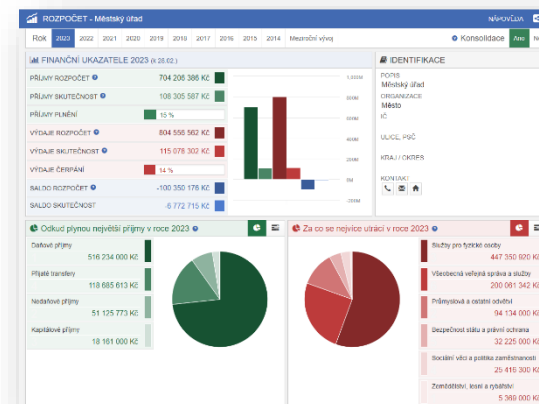 ROZPOČET - Městský úřad
NÁPOVĚDA
Rok 2023 2022 2021 2020 2019 2018 2017 2016 2015 2014 Meziroční vývoj
Konsolidace Ano
FINANČNÍ UKAZATELE 2023 (k 28.02.)
PŘÍJMY ROZPOČET 704 206 386 Kč
PŘÍJMY SKUTEČNOST 108 305 587 Kč
PŘÍJMY PLNĚNÍ 15 %
VÝDAJE ROZPOČET 804 556 562 Kč
VÝDAJE SKUTEČNOST 115 078 302 Kč
VÝDAJE ČERPÁNÍ 14 %
SALDO ROZPOČET -100 350 176 Kč
SALDO SKUTEČNOST -6 772 715 Kč
1,000M
800M
600M
400M
200M
0M
-200M
IDENTIFIKACE
POPIS
Městský úřad
ORGANIZACE
Město
IČ
ULICE, PSČ
KRAJ / OKRES
KONTAKT
Odkud plynou největší příjmy v roce 2023
Daňové příjmy
516 234 000 Kč
Přijaté transfery
118 685 613 Kč
Nedaňové příjmy
51 125 773 Kč
Kapitálové příjmy
18 161 000 Kč
Za co se nejvíce utrácí v roce 2023
Služby pro fyzické osoby
447 350 920 Kč
Všeobecná veřejná správa a služby
200 061 342 Kč
Průmyslová a ostatní odvětví
94 134 000 Kč
Bezpečnost státu a právní ochrana
32 225 000 Kč
Sociální věci a politika zaměstnanosti
25 416 300 Kč
Zemědělství, lesní a rybářství
5 369 000 Kč